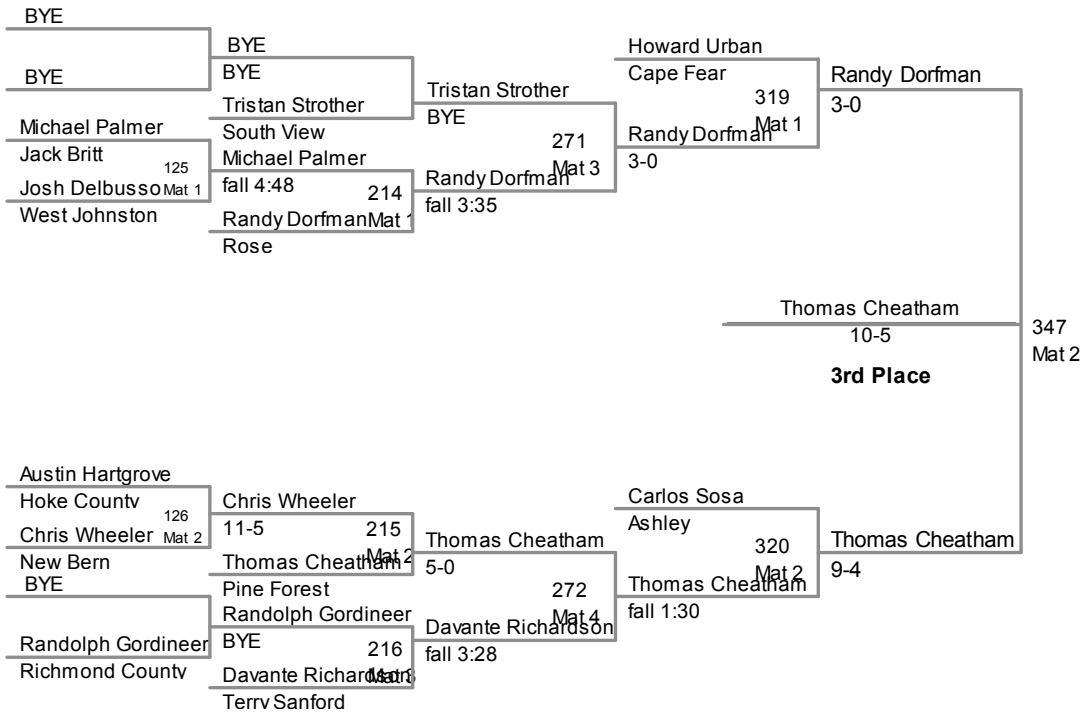 BYE
BYE
BYE
BYE
Tristan Strother
South View
Michael Palmer
Jack Britt
125
Mat 1
Josh Delbusso
West Johnston
Michael Palmer
fall 4:48
214
Mat 1
Randy Dorfman
Rose
Tristan Strother
BYE
271
Mat 3
Randy Dorfman
fall 3:35
Howard Urban
Cape Fear
319
Mat 1
Randy Dorfman
3-0
Randy Dorfman
3-0
Thomas Cheatham
10-5
3rd Place
347
Mat 2
Austin Hartgrove
Hoke County
126
Mat 2
Chris Wheeler
New Bern
BYE
Randolph Gordineer
Richmond County
Chris Wheeler
11-5
215
Mat 2
Thomas Cheatham
Pine Forest
Randolph Gordineer
BYE
216
Mat 3
Davante Richardson
Terry Sanford
Thomas Cheatham
5-0
272
Mat 4
Davante Richardson
fall 3:28
Carlos Sosa
Ashley
320
Mat 2
Thomas Cheatham
fall 1:30
Thomas Cheatham
9-4